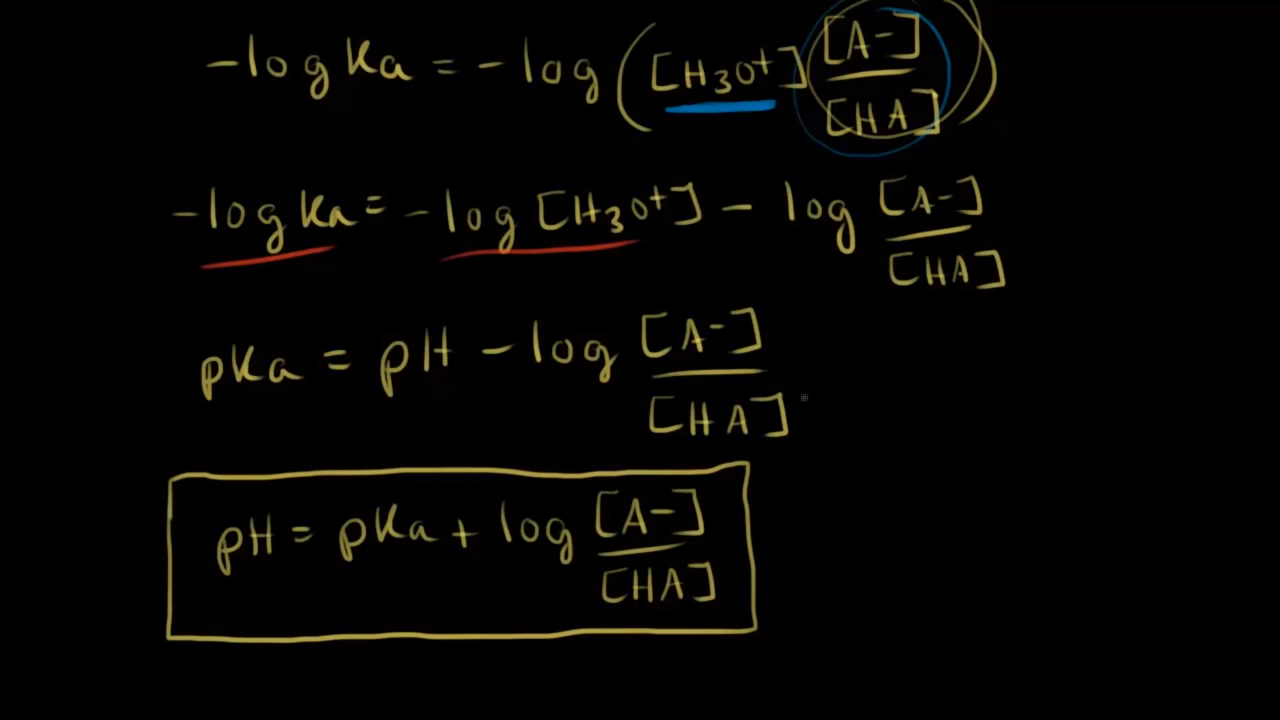 -log Ka = -log ([H3O+] [A-]/[HA])
-log Ka = -log [H3O+] - log [A-]/[HA]
pKa = pH - log [A-]/[HA]
pH = pKa + log [A-]/[HA]